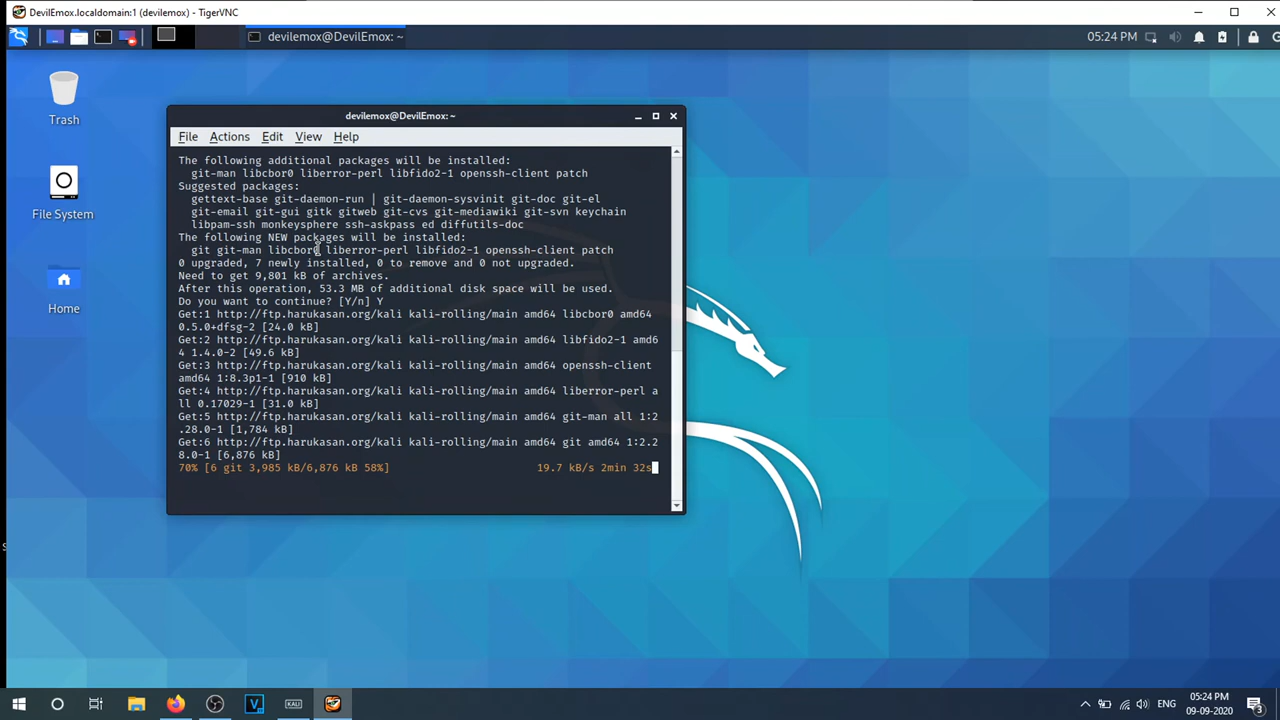 DevilEmox.localdomain:1 (devilemox) - TigerVNC
devilemox@DevilEmox: ~
05:24 PM
Trash
File System
Home
devilemox@DevilEmox: ~
File Actions Edit View Help
The following additional packages will be installed:
git-man libcbor0 liberror-perl libfido2-1 openssh-client patch
Suggested packages:
gettext-base git-daemon-run | git-daemon-sysvinit git-doc git-el
git-email git-gui gitk gitweb git-cvs git-mediawiki git-svn keychain
libpam-ssh monkeysphere ssh-askpass ed diffutils-doc
The following NEW packages will be installed:
git git-man libcbor0 liberror-perl libfido2-1 openssh-client patch
0 upgraded, 7 newly installed, 0 to remove and 0 not upgraded.
Need to get 9,801 kB of archives.
After this operation, 53.3 MB of additional disk space will be used.
Do you want to continue? [Y/n] Y
Get:1 http://ftp.harukasan.org/kali kali-rolling/main amd64 libcbor0 amd64
0.5.0+dfsg-2 [24.0 kB]
Get:2 http://ftp.harukasan.org/kali kali-rolling/main amd64 libfido2-1 amd6
4 1.4.0-2 [49.6 kB]
Get:3 http://ftp.harukasan.org/kali kali-rolling/main amd64 openssh-client
amd64 1:8.3p1-1 [910 kB]
Get:4 http://ftp.harukasan.org/kali kali-rolling/main amd64 liberror-perl a
ll 0.17029-1 [31.0 kB]
Get:5 http://ftp.harukasan.org/kali kali-rolling/main amd64 git-man all 1:2
.28.0-1 [1,784 kB]
Get:6 http://ftp.harukasan.org/kali kali-rolling/main amd64 git amd64 1:2.2
8.0-1 [6,876 kB]
70% [6 git 3,985 kB/6,876 kB 58%] 19.7 kB/s 2min 32s
KALI
ENG
05:24 PM
09-09-2020
3